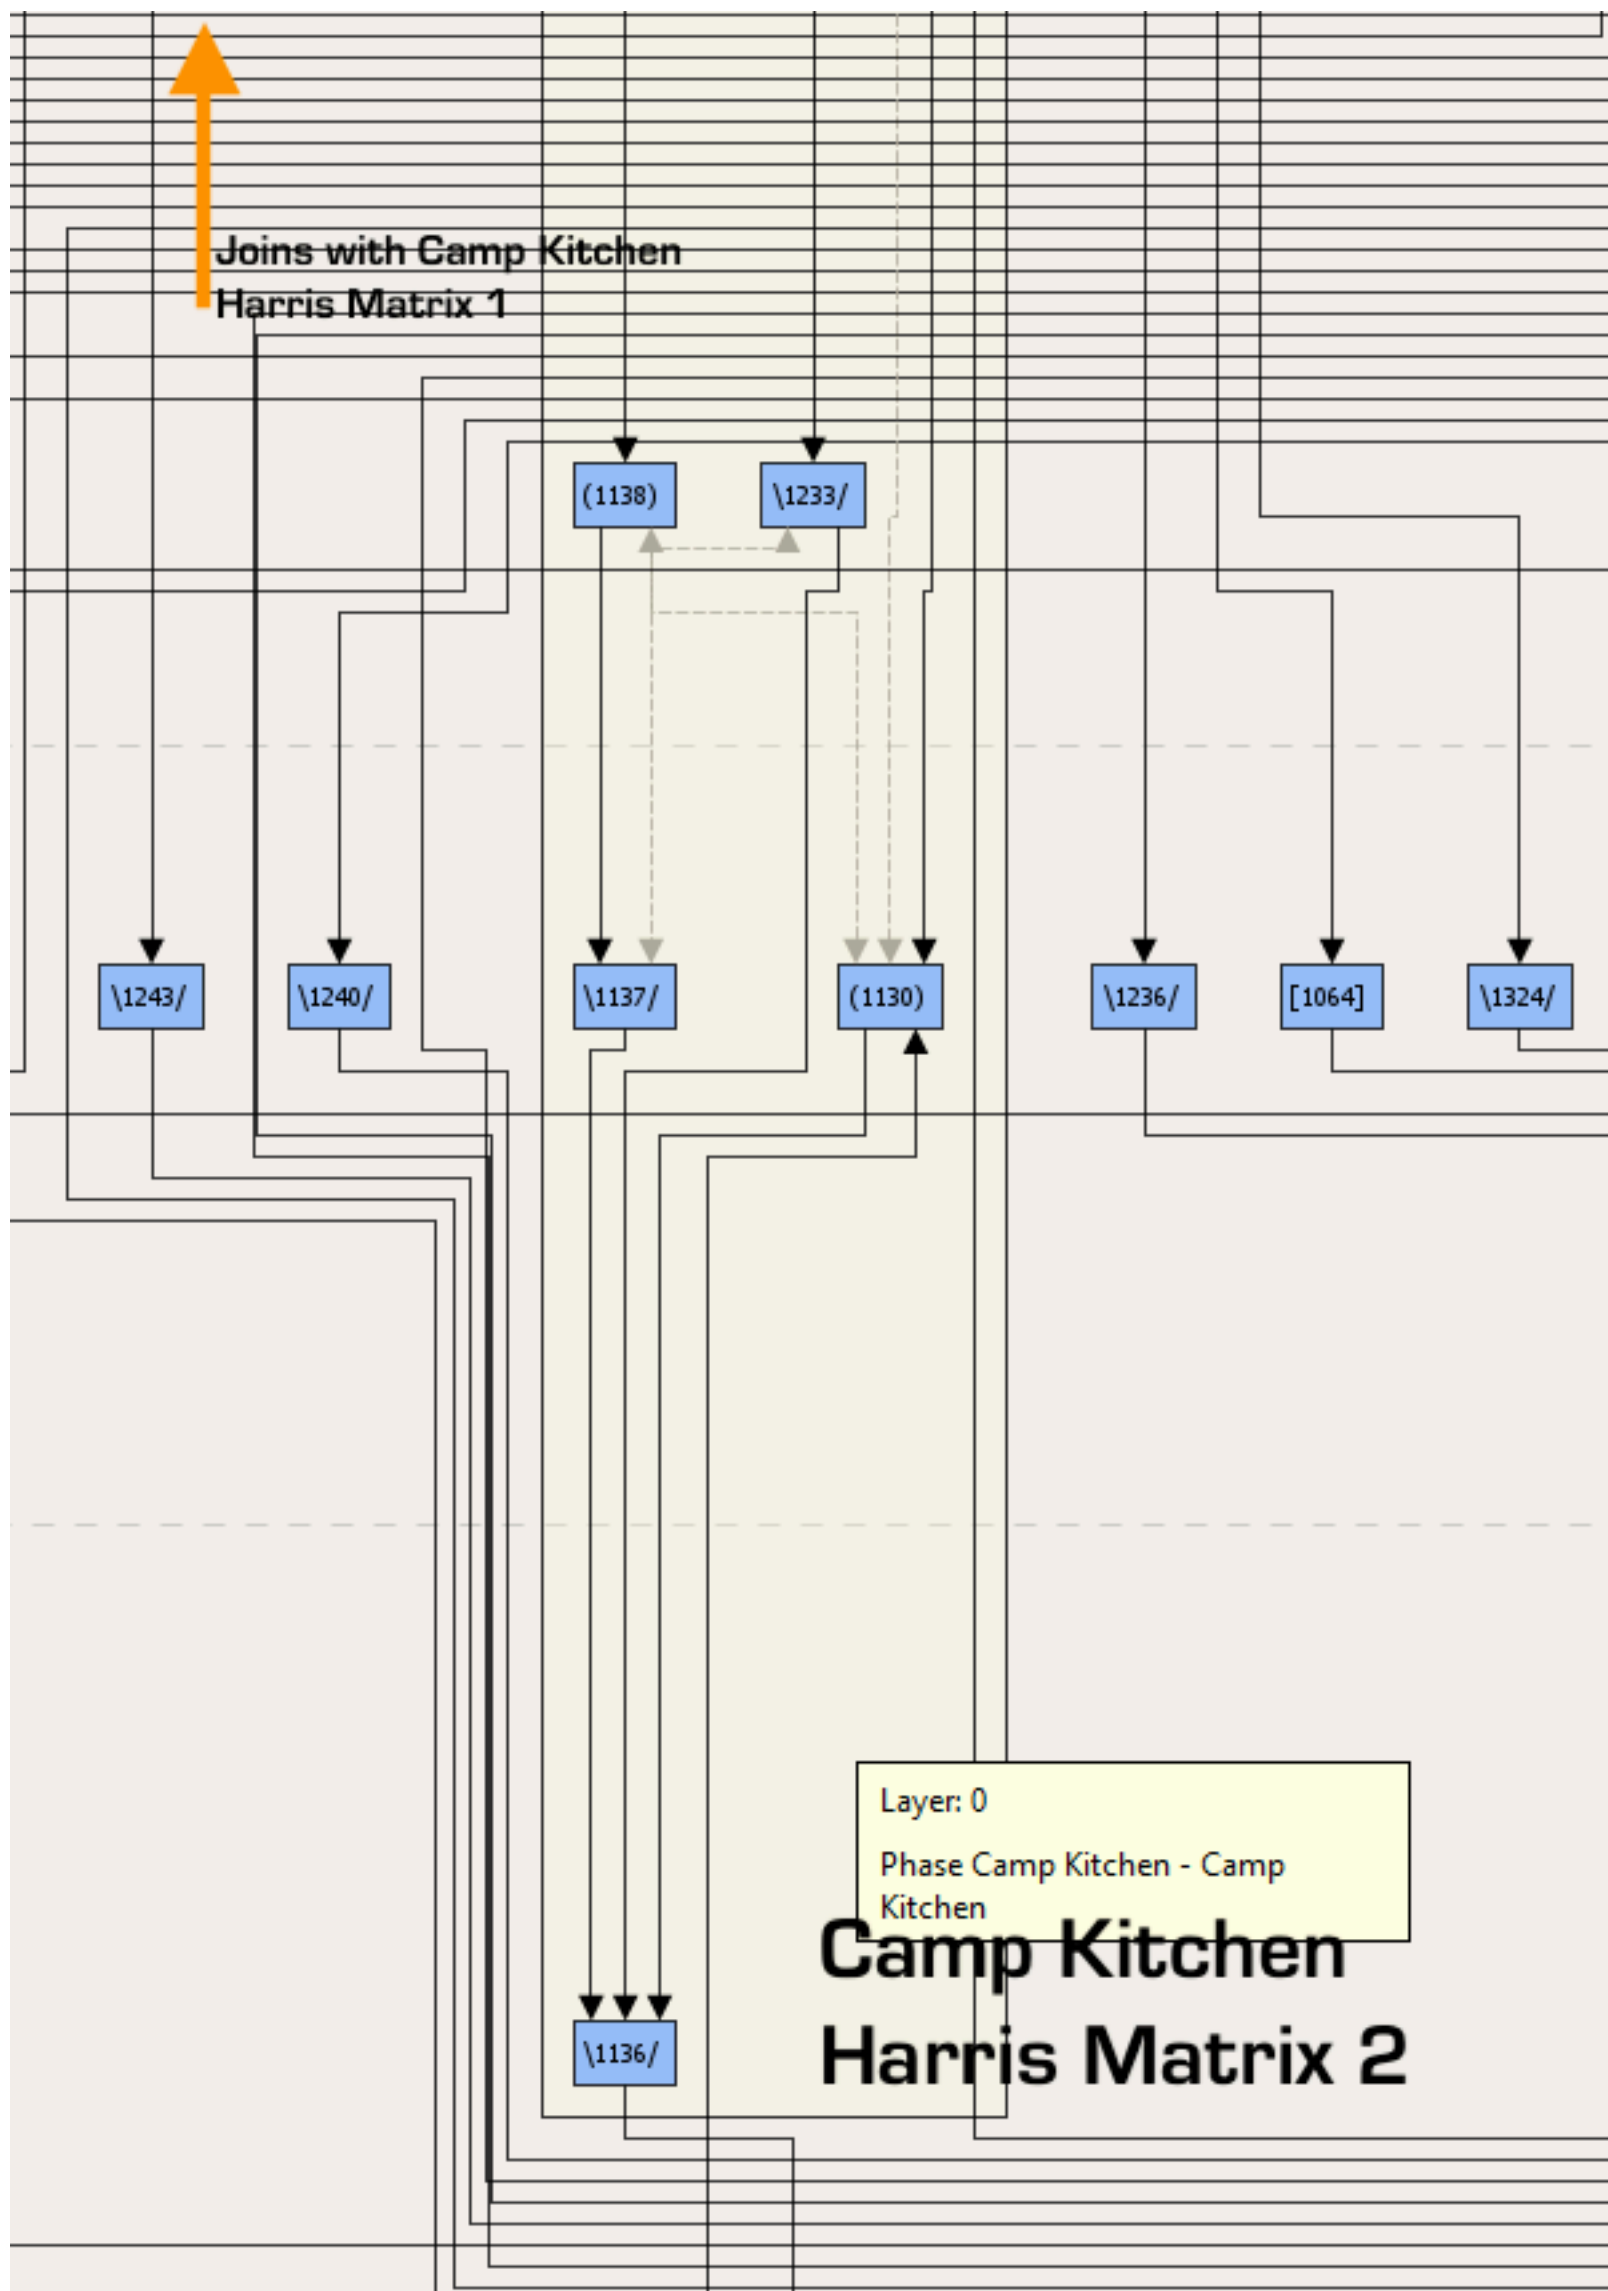 Joins with Camp Kitchen
Harris Matrix 1
(1138)
\1233/
\1243/
\1240/
\1137/
(1130)
\1236/
[1064]
\1324/
Layer: 0
Phase Camp Kitchen - Camp
Kitchen
Camp Kitchen
Harris Matrix 2
\1136/